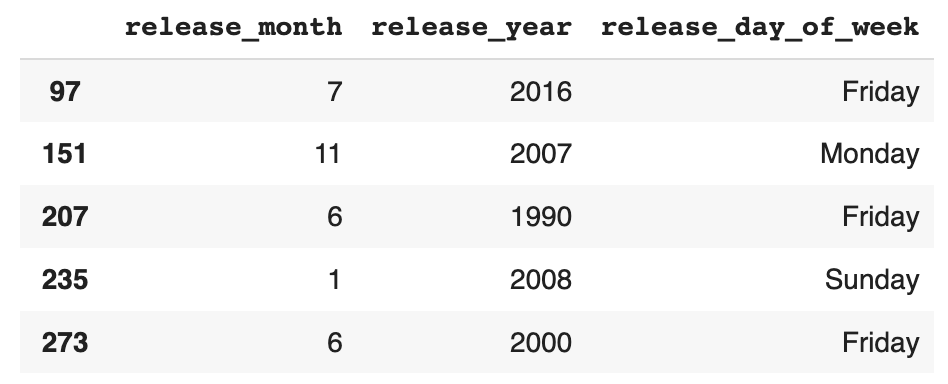 release_month release_year release_day_of_week
97 7 2016 Friday
151 11 2007 Monday
207 6 1990 Friday
235 1 2008 Sunday
273 6 2000 Friday